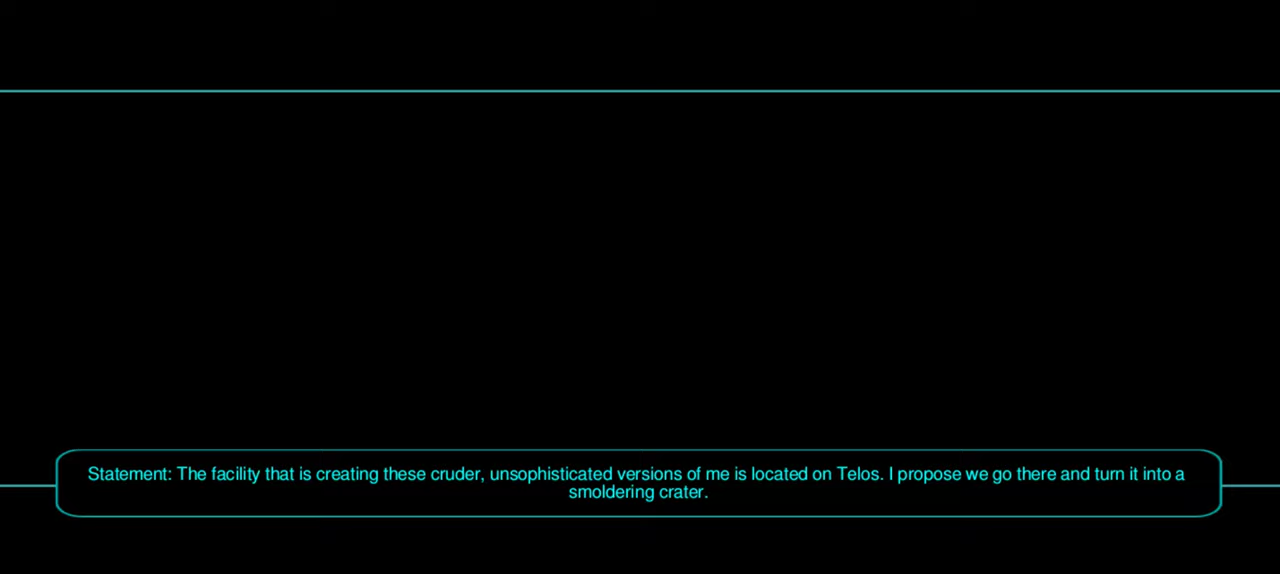 Statement: The facility that is creating these cruder, unsophisticated versions of me is located on Telos. I propose we go there and turn it into a
smoldering crater.